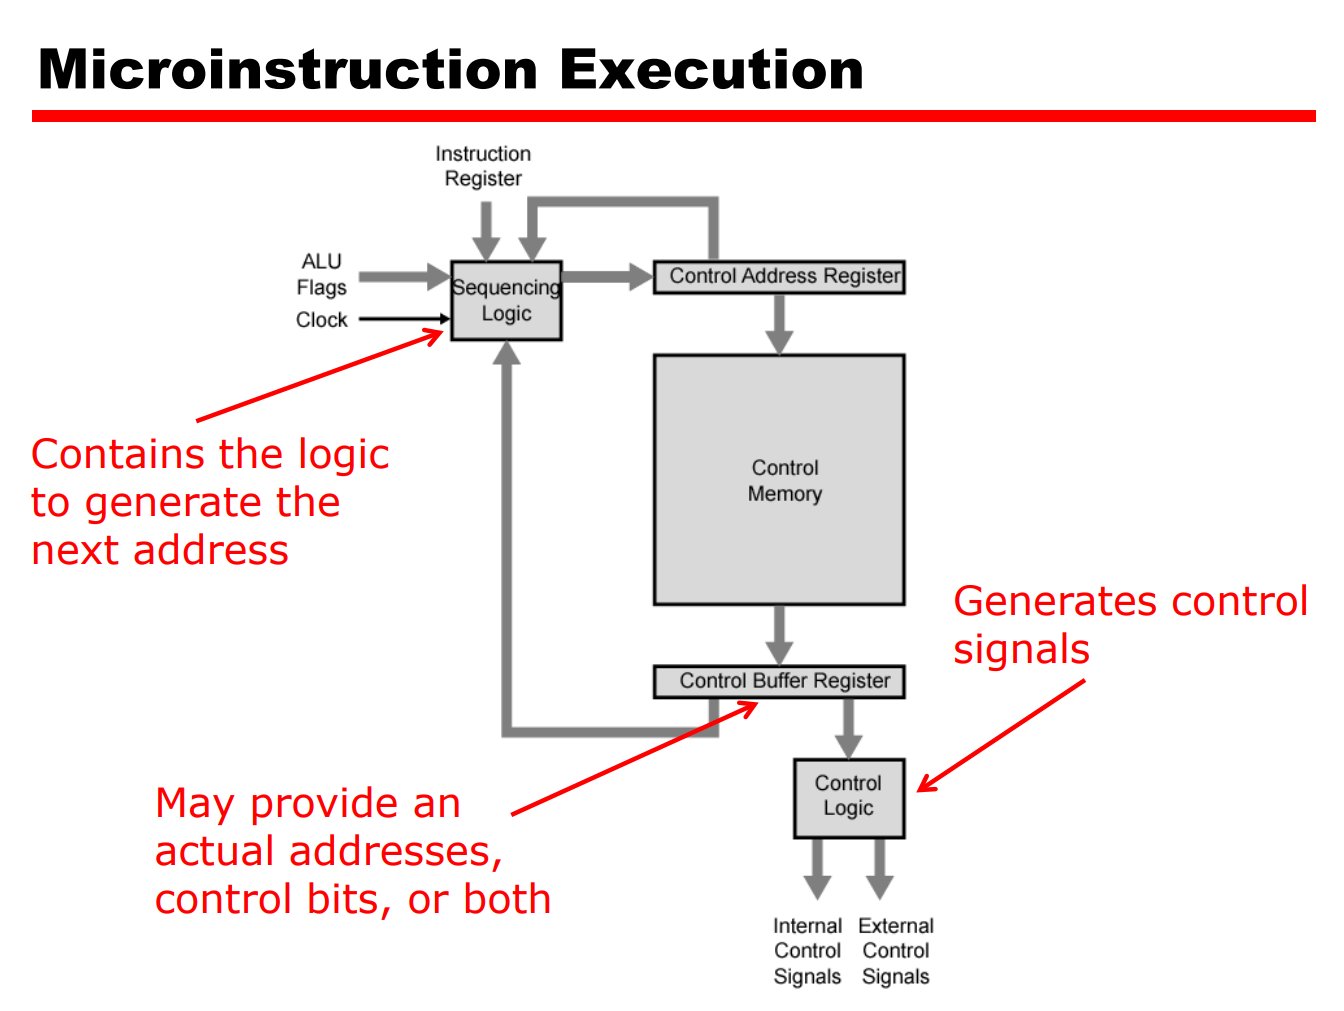 Microinstruction Execution
Instruction
Register
ALU
Flags
Clock
Sequencing
Logic
Control Address Register
Contains the logic
to generate the
next address
Control
Memory
Generates control
signals
Control Buffer Register
May provide an
actual addresses,
control bits, or both
Control
Logic
Internal
Control
Signals
External
Control
Signals